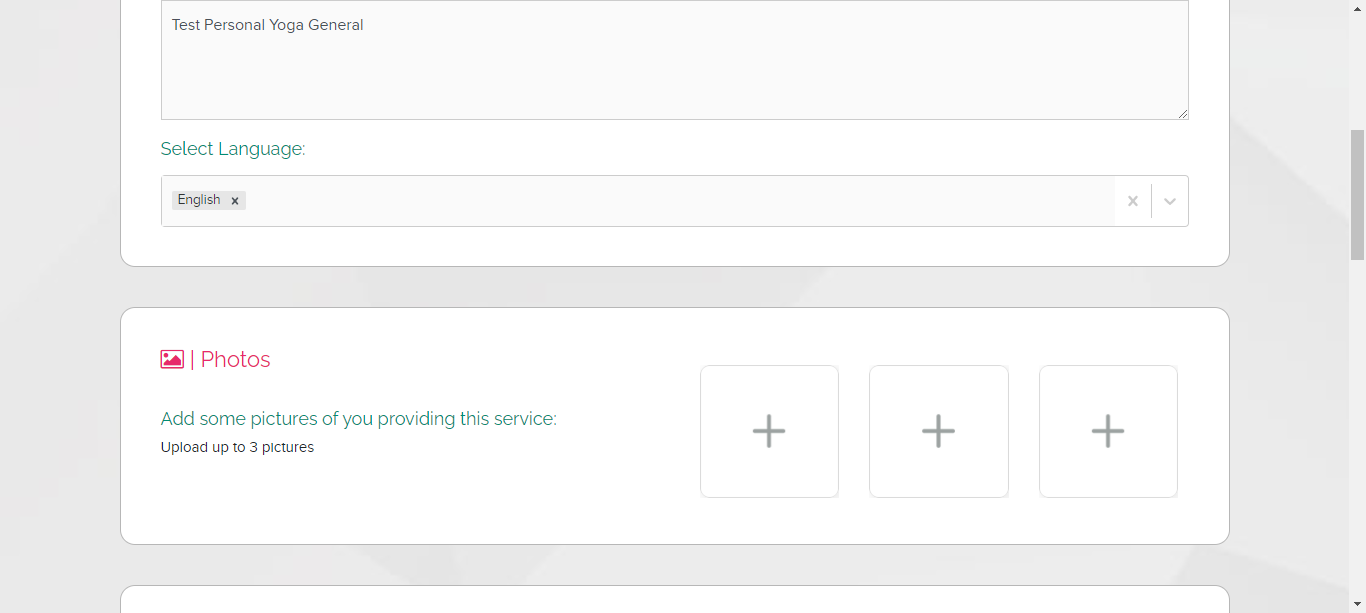 Test Personal Yoga General
Select Language:
English ×
| Photos
Add some pictures of you providing this service:
Upload up to 3 pictures